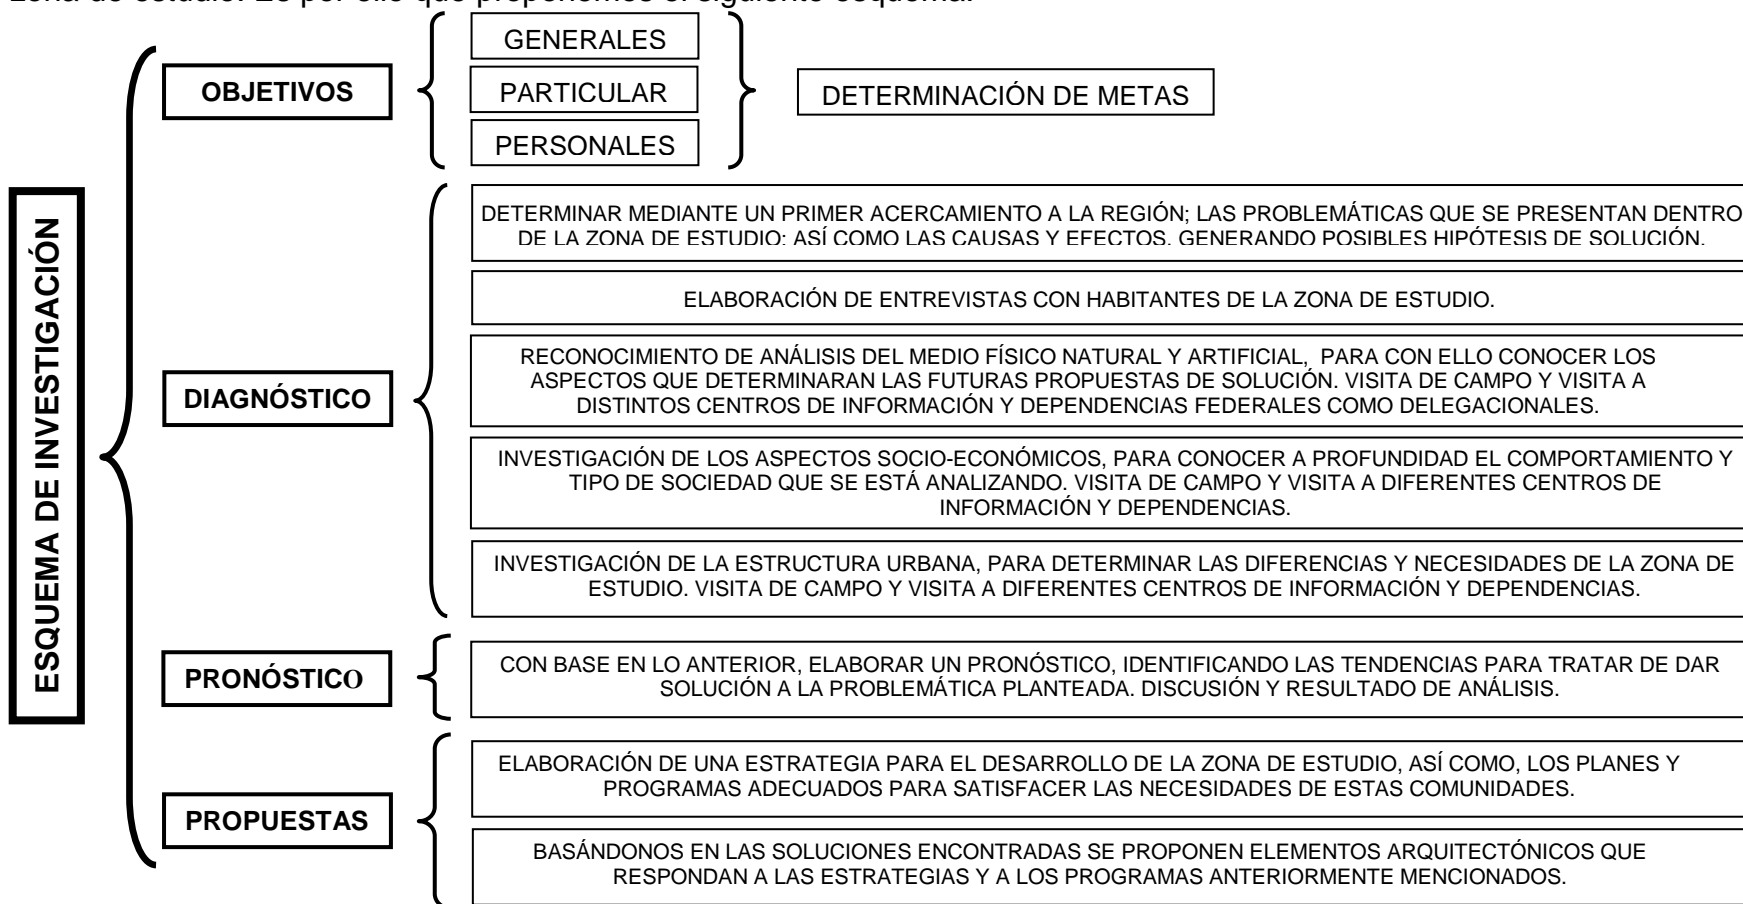 zona de estudio. Es por ello que proponemos el siguiente esquema:
ESQUEMA DE INVESTIGACIÓN
OBJETIVOS
GENERALES
PARTICULAR
PERSONALES
DETERMINACIÓN DE METAS
DIAGNÓSTICO
DETERMINAR MEDIANTE UN PRIMER ACERCAMIENTO A LA REGIÓN; LAS PROBLEMÁTICAS QUE SE PRESENTAN DENTRO
DE LA ZONA DE ESTUDIO; ASÍ COMO LAS CAUSAS Y EFECTOS, GENERANDO POSIBLES HIPÓTESIS DE SOLUCIÓN.
ELABORACIÓN DE ENTREVISTAS CON HABITANTES DE LA ZONA DE ESTUDIO.
RECONOCIMIENTO DE ANÁLISIS DEL MEDIO FÍSICO NATURAL Y ARTIFICIAL, PARA CON ELLO CONOCER LOS
ASPECTOS QUE DETERMINARAN LAS FUTURAS PROPUESTAS DE SOLUCIÓN. VISITA DE CAMPO Y VISITA A
DISTINTOS CENTROS DE INFORMACIÓN Y DEPENDENCIAS FEDERALES COMO DELEGACIONALES.
INVESTIGACIÓN DE LOS ASPECTOS SOCIO-ECONÓMICOS, PARA CONOCER A PROFUNDIDAD EL COMPORTAMIENTO Y
TIPO DE SOCIEDAD QUE SE ESTÁ ANALIZANDO. VISITA DE CAMPO Y VISITA A DIFERENTES CENTROS DE
INFORMACIÓN Y DEPENDENCIAS.
INVESTIGACIÓN DE LA ESTRUCTURA URBANA, PARA DETERMINAR LAS DIFERENCIAS Y NECESIDADES DE LA ZONA DE
ESTUDIO. VISITA DE CAMPO Y VISITA A DIFERENTES CENTROS DE INFORMACIÓN Y DEPENDENCIAS.
PRONÓSTICO
CON BASE EN LO ANTERIOR, ELABORAR UN PRONÓSTICO, IDENTIFICANDO LAS TENDENCIAS PARA TRATAR DE DAR
SOLUCIÓN A LA PROBLEMÁTICA PLANTEADA. DISCUSIÓN Y RESULTADO DE ANÁLISIS.
PROPUESTAS
ELABORACIÓN DE UNA ESTRATEGIA PARA EL DESARROLLO DE LA ZONA DE ESTUDIO, ASÍ COMO, LOS PLANES Y
PROGRAMAS ADECUADOS PARA SATISFACER LAS NECESIDADES DE ESTAS COMUNIDADES.
BASÁNDONOS EN LAS SOLUCIONES ENCONTRADAS SE PROPONEN ELEMENTOS ARQUITECTÓNICOS QUE
RESPONDAN A LAS ESTRATEGIAS Y A LOS PROGRAMAS ANTERIORMENTE MENCIONADOS.